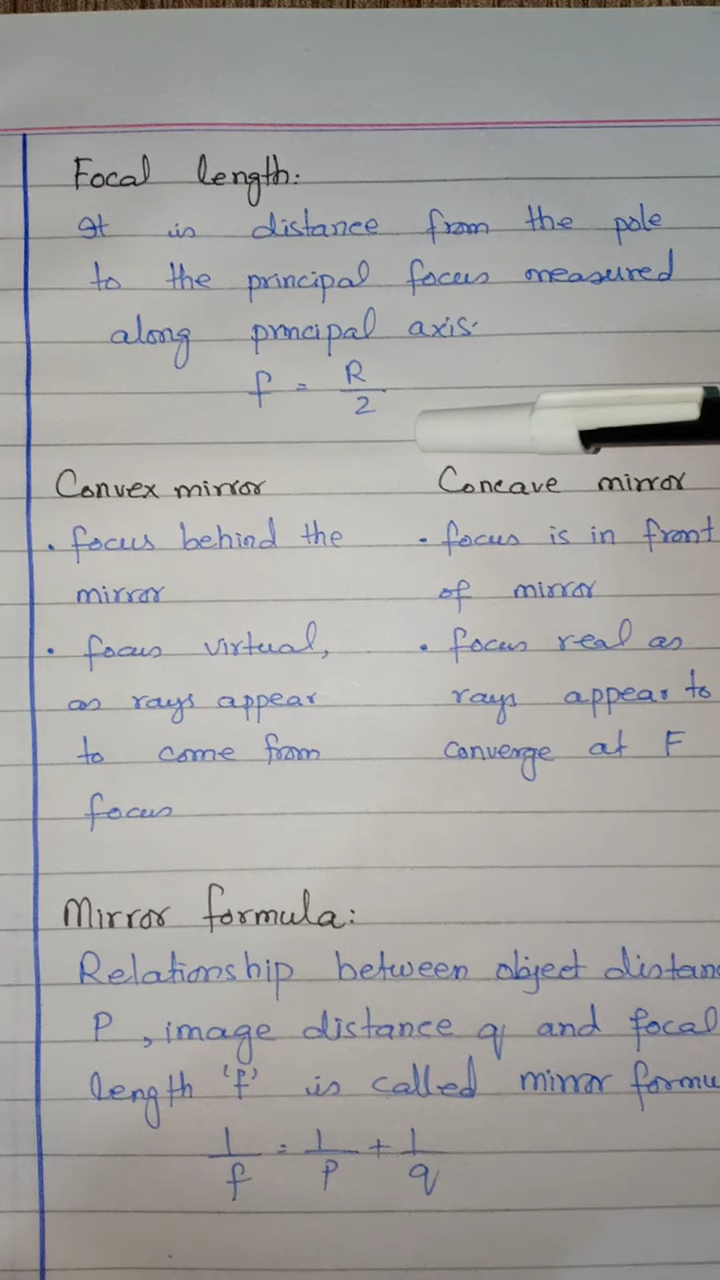 Focal length:
It is distance from the pole
to the principal focus measured
along principal axis.
f = R/2
Convex mirror
. focus behind the
mirror
. focus virtual,
as rays appear
to come from
focus
Concave mirror
. focus is in front
of mirror
. focus real as
rays appear to
converge at F
Mirror formula:
Relationship between object distan
P, image distance q and focal
length 'f' is called mirror formu
1/f = 1/P + 1/q